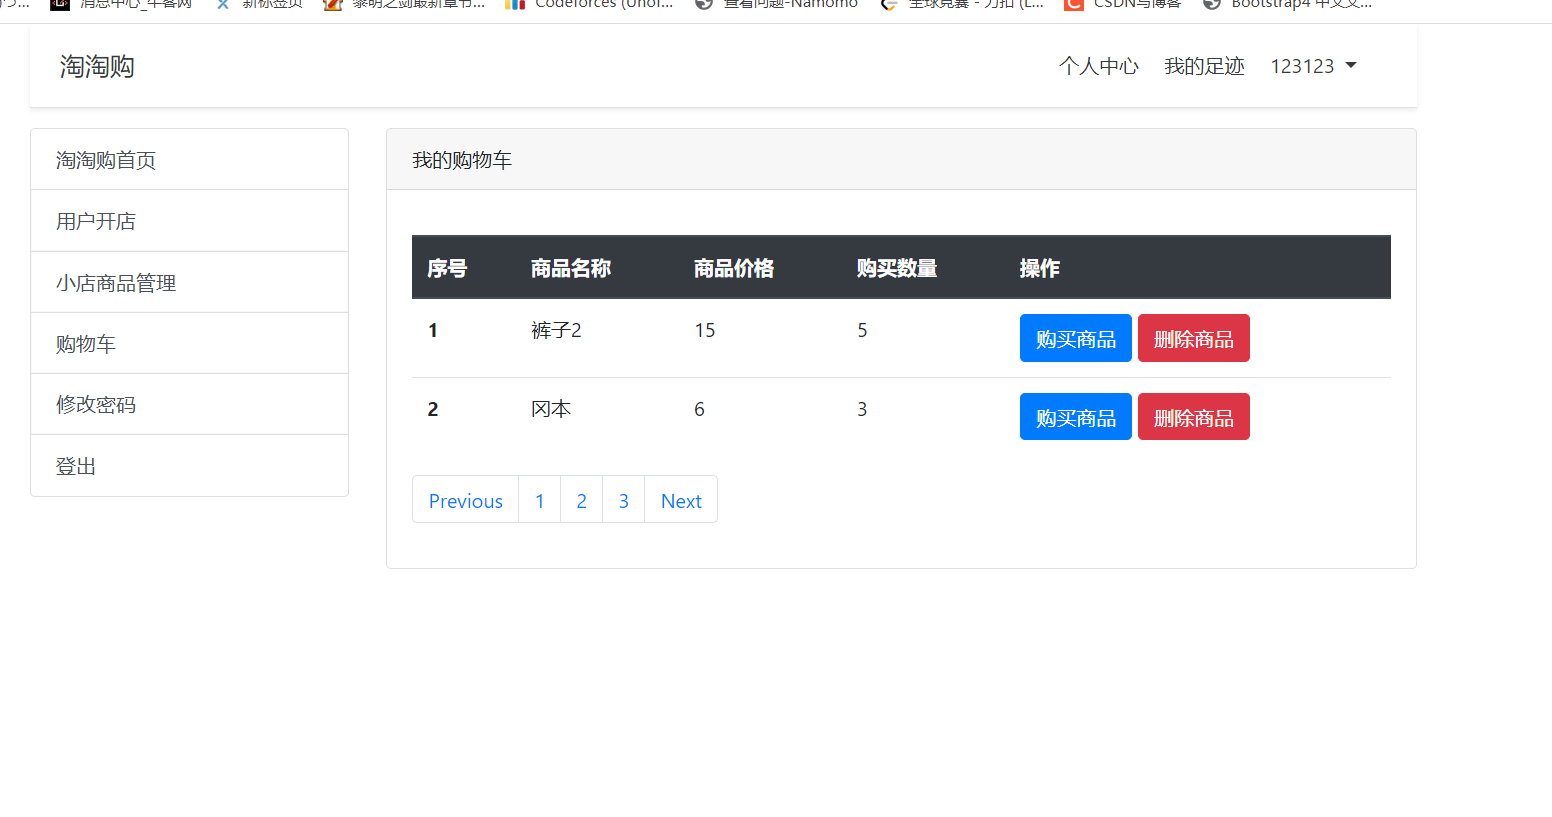 消息中心_牛客网 新标签页 黎明之剑最新章节... Codeforces (Unof... 查看问题-Namomo 全球竞赛 - 力扣 (L... CSDN写博客 Bootstrap4 中文文...
淘淘购 个人中心 我的足迹 123123
淘淘购首页
用户开店
小店商品管理
购物车
修改密码
登出
我的购物车
序号 商品名称 商品价格 购买数量 操作
1 裤子2 15 5 购买商品 删除商品
2 冈本 6 3 购买商品 删除商品
Previous 1 2 3 Next